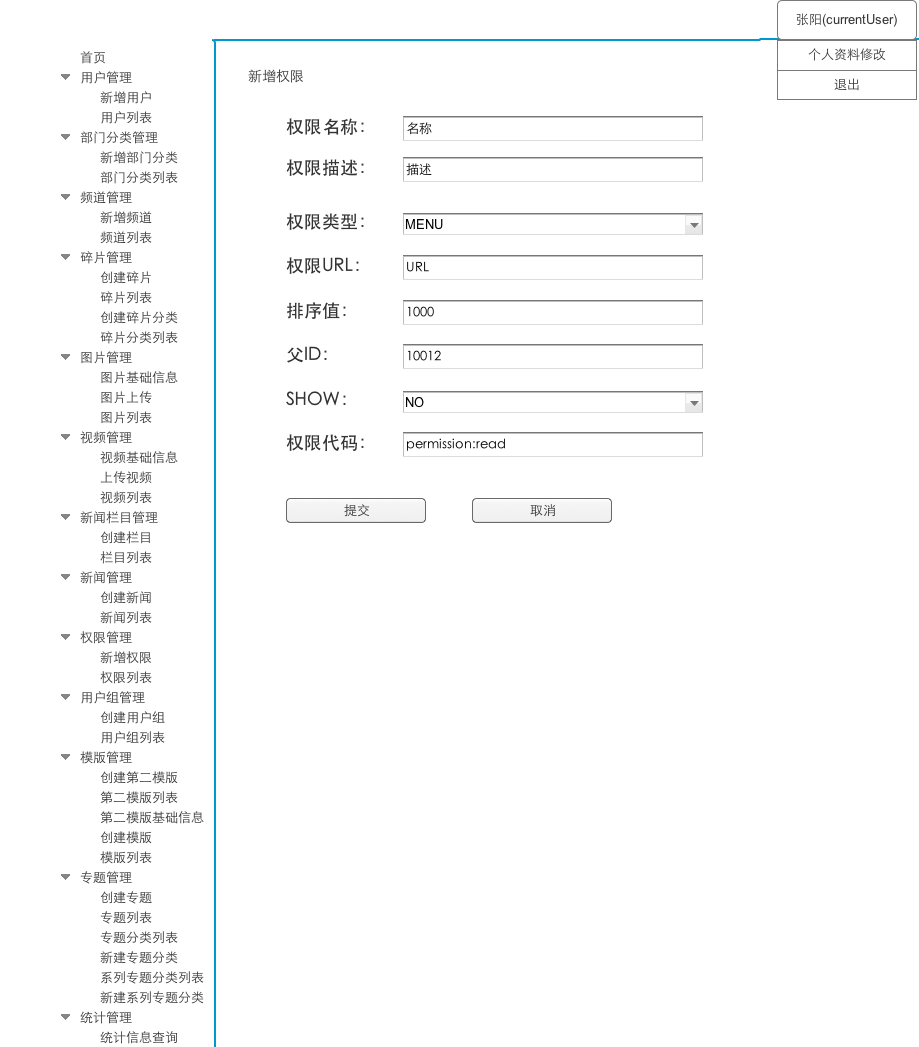 张阳(currentUser)
个人资料修改
退出
首页
用户管理
新增用户
用户列表
部门分类管理
新增部门分类
部门分类列表
频道管理
新增频道
频道列表
碎片管理
创建碎片
碎片列表
创建碎片分类
碎片分类列表
图片管理
图片基础信息
图片上传
图片列表
视频管理
视频基础信息
上传视频
视频列表
新闻栏目管理
创建栏目
栏目列表
新闻管理
创建新闻
新闻列表
权限管理
新增权限
权限列表
用户组管理
创建用户组
用户组列表
模版管理
创建第二模版
第二模版列表
第二模版基础信息
创建模版
模版列表
专题管理
创建专题
专题列表
专题分类列表
新建专题分类
系列专题分类列表
新建系列专题分类
统计管理
统计信息查询
新增权限
权限名称： 名称
权限描述： 描述
权限类型： MENU
权限URL： URL
排序值： 1000
父ID： 10012
SHOW： NO
权限代码： permission:read
提交 取消